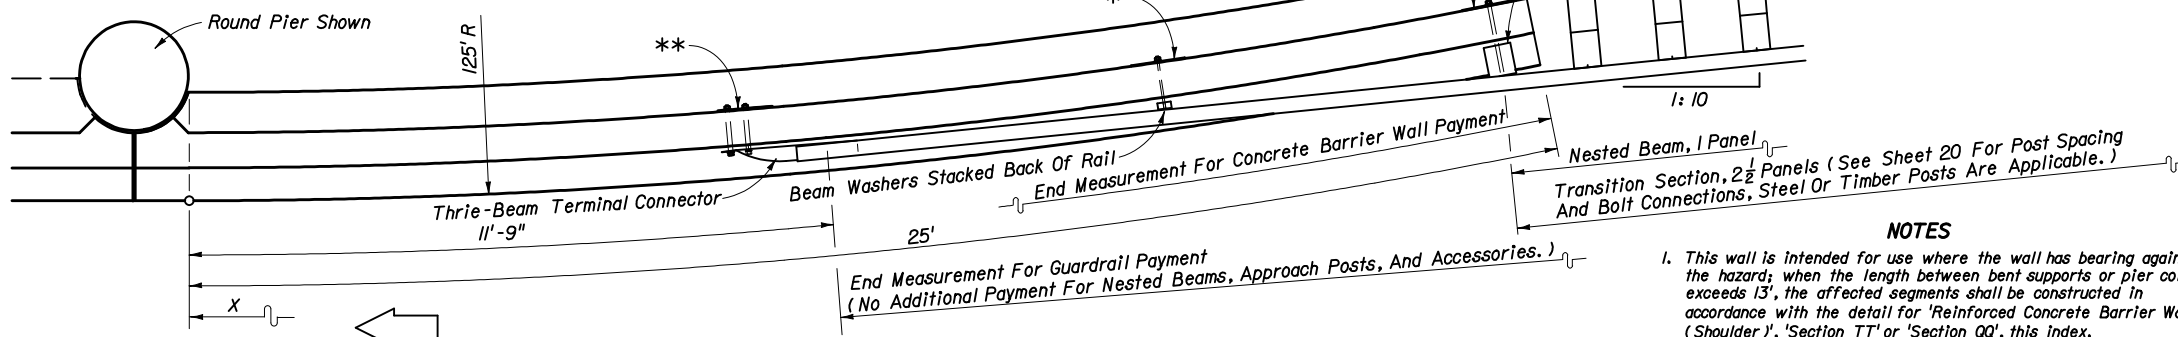 Round Pier Shown
125' R
**
1:10
Nested Beam, 1 Panel
Transition Section, 2½ Panels (See Sheet 20 For Post Spacing
And Bolt Connections, Steel Or Timber Posts Are Applicable.)
Beam Washers Stacked Back Of Rail
End Measurement For Concrete Barrier Wall Payment
Thrie-Beam Terminal Connector
11'-9"
25'
End Measurement For Guardrail Payment
(No Additional Payment For Nested Beams, Approach Posts, And Accessories.)
X
NOTES
1. This wall is intended for use where the wall has bearing again
the hazard; when the length between bent supports or pier co
exceeds 13', the affected segments shall be constructed in
accordance with the detail for 'Reinforced Concrete Barrier Wa
(Shoulder)', 'Section TT' or 'Section QQ', this index.